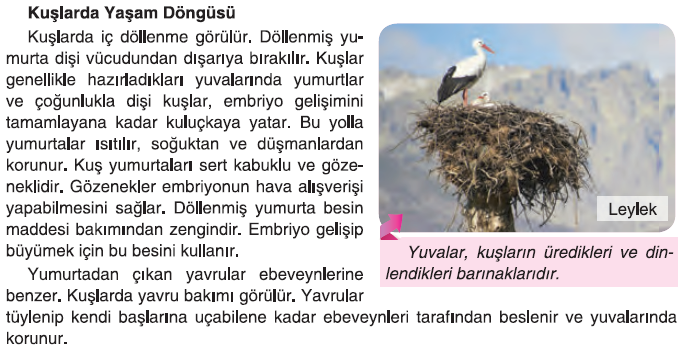 Kuşlarda Yaşam Döngüsü
Kuşlarda iç döllenme görülür. Döllenmiş yu-
murta dişi vücudundan dışarıya bırakılır. Kuşlar
genellikle hazırladıkları yuvalarında yumurtlar
ve çoğunlukla dişi kuşlar, embriyo gelişimini
tamamlayana kadar kuluçkaya yatar. Bu yolla
yumurtalar ısıtılır, soğuktan ve düşmanlardan
korunur. Kuş yumurtaları sert kabuklu ve göze-
neklidir. Gözenekler embriyonun hava alışverişi
yapabilmesini sağlar. Döllenmiş yumurta besin
maddesi bakımından zengindir. Embriyo gelişip
büyümek için bu besini kullanır.
Yumurtadan çıkan yavrular ebeveynlerine
benzer. Kuşlarda yavru bakımı görülür. Yavrular
tüylenip kendi başlarına uçabilene kadar ebeveynleri tarafından beslenir ve yuvalarında
korunur.
Leylek
Yuvalar, kuşların üredikleri ve din-
lendikleri barınaklarıdır.